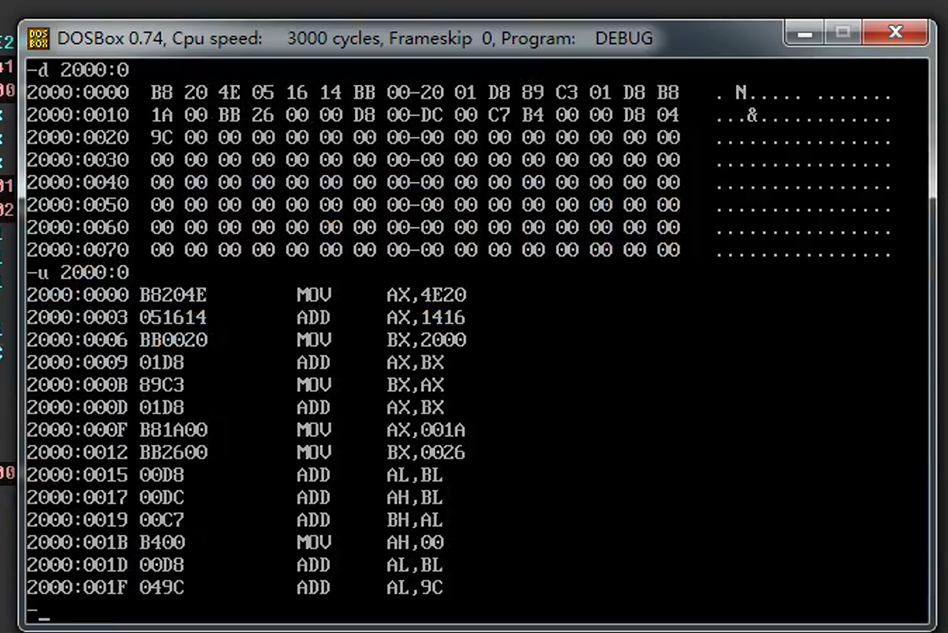 DOSBox 0.74, Cpu speed: 3000 cycles, Frameskip 0, Program: DEBUG
-d 2000:0
2000:0000 B8 20 4E 05 16 14 BB 00-20 01 D8 89 C3 01 D8 B8 . N..... .......
2000:0010 1A 00 BB 26 00 00 D8 00-DC 00 C7 B4 00 00 D8 04 ...&............
2000:0020 9C 00 00 00 00 00 00 00-00 00 00 00 00 00 00 00 ................
2000:0030 00 00 00 00 00 00 00 00-00 00 00 00 00 00 00 00 ................
2000:0040 00 00 00 00 00 00 00 00-00 00 00 00 00 00 00 00 ................
2000:0050 00 00 00 00 00 00 00 00-00 00 00 00 00 00 00 00 ................
2000:0060 00 00 00 00 00 00 00 00-00 00 00 00 00 00 00 00 ................
2000:0070 00 00 00 00 00 00 00 00-00 00 00 00 00 00 00 00 ................
-u 2000:0
2000:0000 B8204E MOV AX,4E20
2000:0003 051614 ADD AX,1416
2000:0006 BB0020 MOV BX,2000
2000:0009 01D8 ADD AX,BX
2000:000B 89C3 MOV BX,AX
2000:000D 01D8 ADD AX,BX
2000:000F B81A00 MOV AX,001A
2000:0012 BB2600 MOV BX,0026
2000:0015 00D8 ADD AL,BL
2000:0017 00DC ADD AH,BL
2000:0019 00C7 ADD BH,AL
2000:001B B400 MOV AH,00
2000:001D 00D8 ADD AL,BL
2000:001F 049C ADD AL,9C
-_